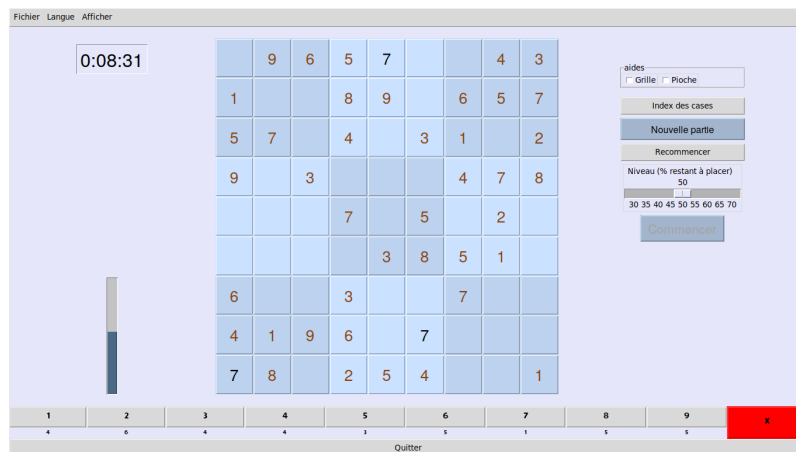 Fichier Langue Afficher
0:08:31
9 6 5 7 4 3
1 8 9 6 5 7
5 7 4 3 1 2
9 3 4 7 8
7 5 2
3 8 5 1
6 3 7
4 1 9 6 7
7 8 2 5 4 1
aides
Grille Pioche
Index des cases
Nouvelle partie
Recommencer
Niveau (% restant à placer)
50
30 35 40 45 50 55 60 65 70
Commencer
1 2 3 4 5 6 7 8 9 X
4 6 4 4 3 5 1 5 5
Quitter